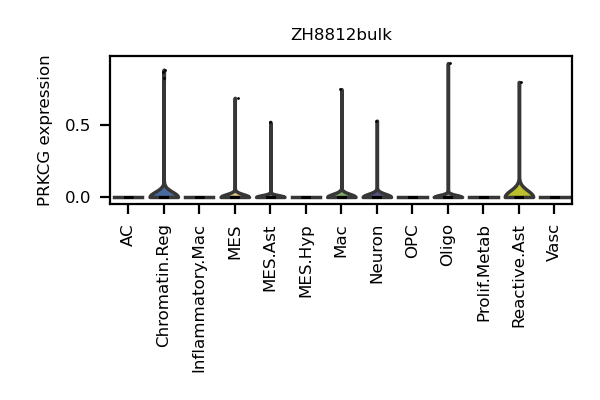 ZH8812bulk
PRKCG expression
0.5
0.0
AC
Chromatin.Reg
Inflammatory.Mac
MES
MES.Ast
MES.Hyp
Mac
Neuron
OPC
Oligo
Prolif.Metab
Reactive.Ast
Vasc